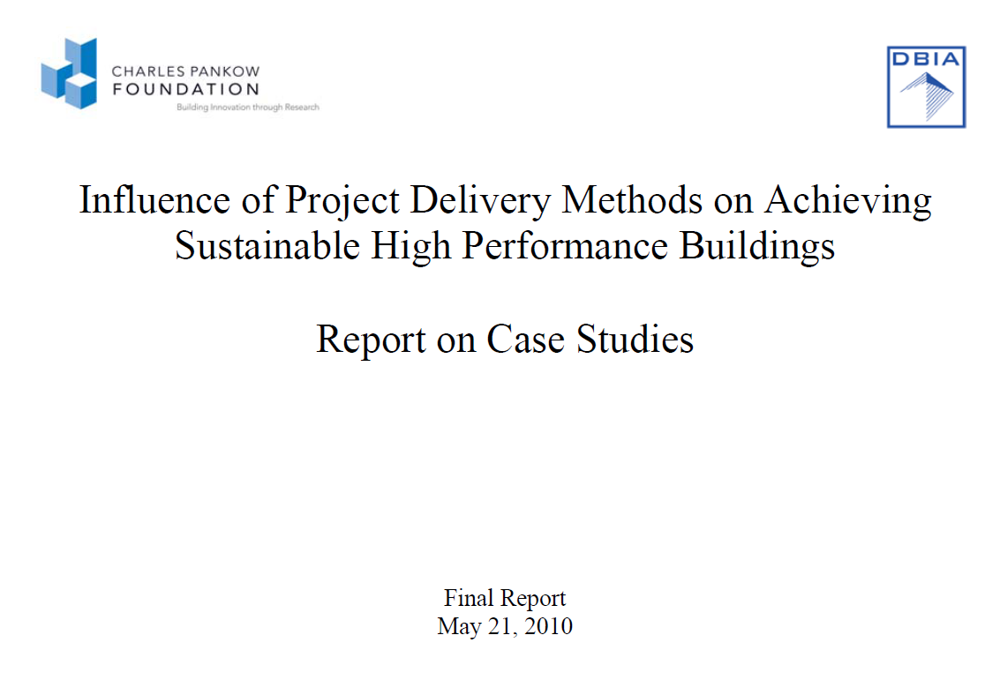 CHARLES PANKOW
FOUNDATION
Building Innovation through Research
DBIA
Influence of Project Delivery Methods on Achieving
Sustainable High Performance Buildings
Report on Case Studies
Final Report
May 21, 2010